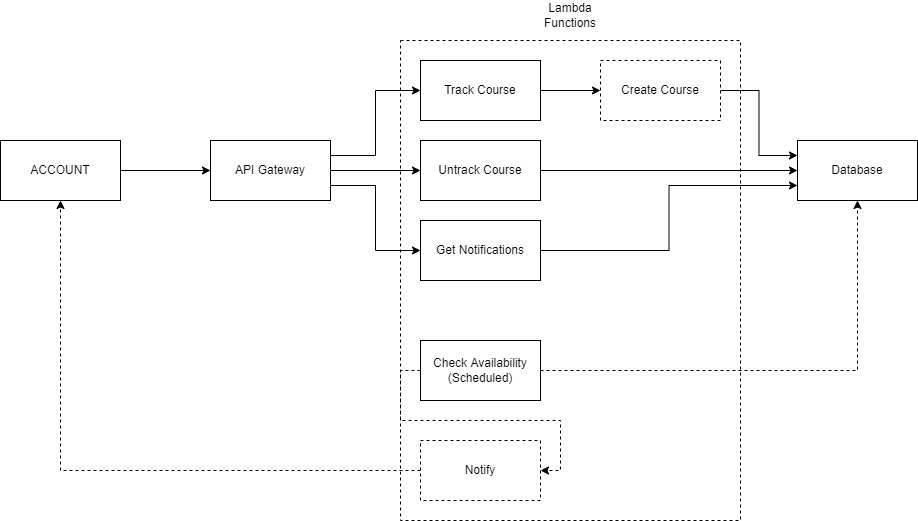 Lambda
Functions
Track Course
Create Course
ACCOUNT
API Gateway
Untrack Course
Database
Get Notifications
Check Availability
(Scheduled)
Notify